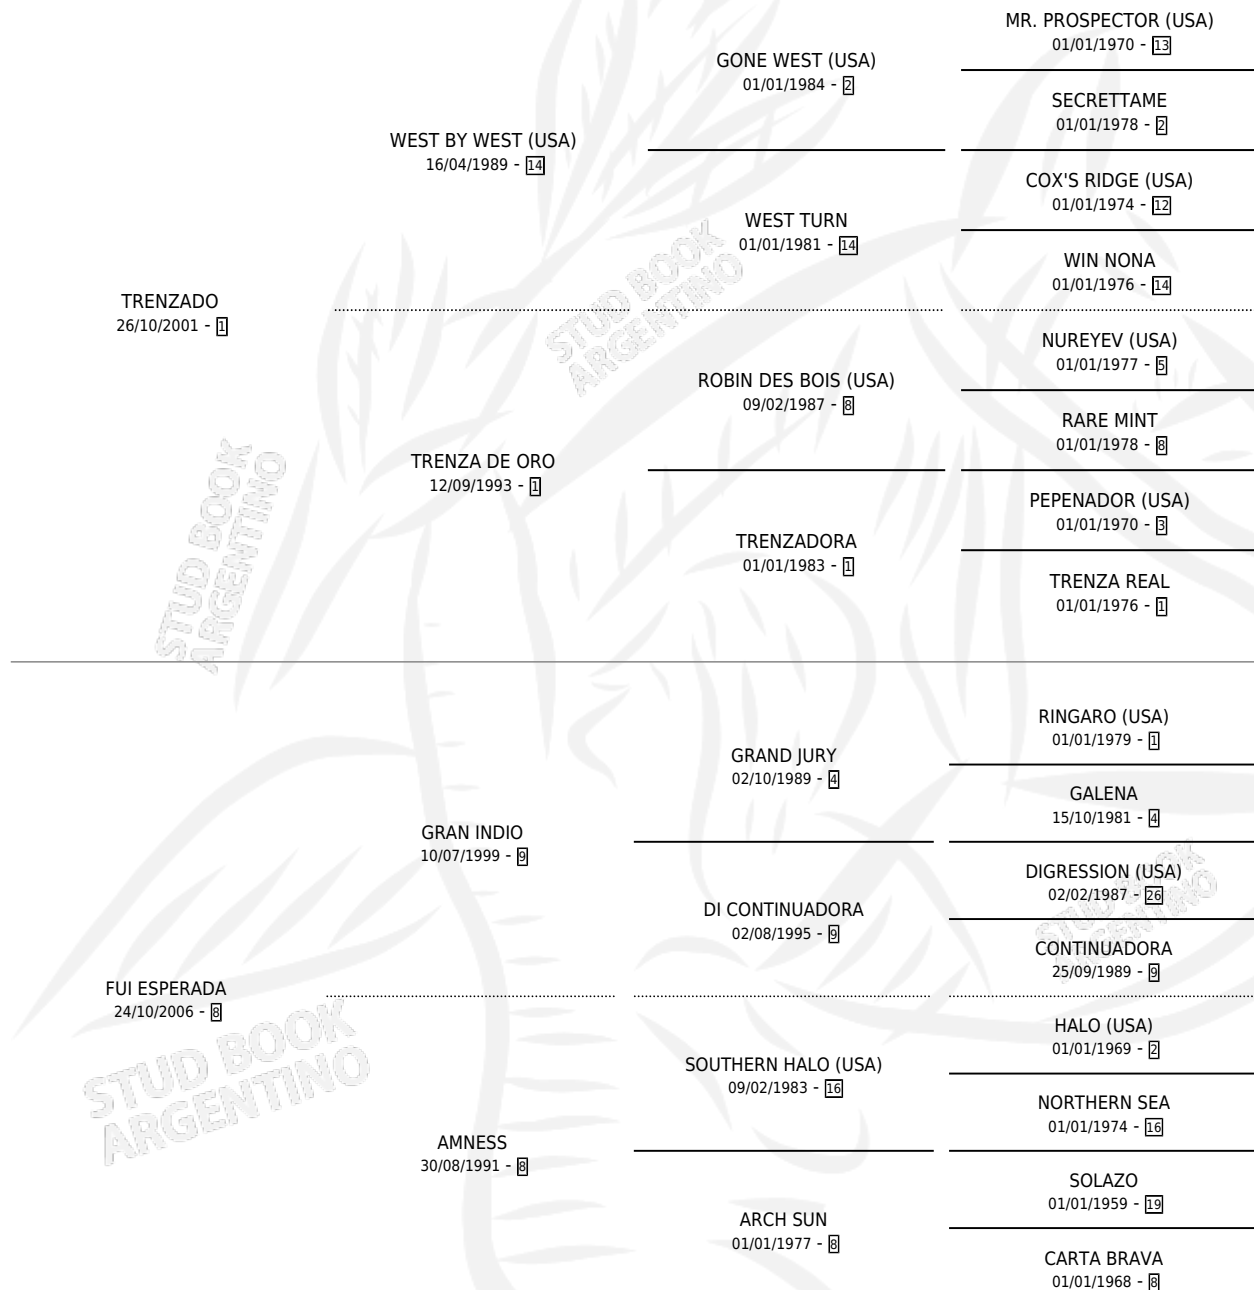 MR. PROSPECTOR (USA)
01/01/1970 - 13
GONE WEST (USA)
01/01/1984 - 2
SECRETTAME
01/01/1978 - 2
WEST BY WEST (USA)
16/04/1989 - 14
COX'S RIDGE (USA)
01/01/1974 - 12
WEST TURN
01/01/1981 - 14
WIN NONA
01/01/1976 - 14
TRENZADO
26/10/2001 - 1
STUD BOOK
ARGENTINO
NUREYEV (USA)
01/01/1977 - 5
ROBIN DES BOIS (USA)
09/02/1987 - 8
RARE MINT
01/01/1978 - 8
TRENZA DE ORO
12/09/1993 - 1
PEPENADOR (USA)
01/01/1970 - 3
TRENZADORA
01/01/1983 - 1
TRENZA REAL
01/01/1976 - 1
STUD BOOK
ARGENTINO
RINGARO (USA)
01/01/1979 - 1
GRAND JURY
02/10/1989 - 4
GALENA
15/10/1981 - 4
GRAN INDIO
10/07/1999 - 9
DIGRESSION (USA)
02/02/1987 - 26
DI CONTINUADORA
02/08/1995 - 9
STUD BOOK
ARGENTINO
CONTINUADORA
25/09/1989 - 9
FUI ESPERADA
24/10/2006 - 8
HALO (USA)
01/01/1969 - 2
SOUTHERN HALO (USA)
09/02/1983 - 16
NORTHERN SEA
01/01/1974 - 16
STUD BOOK
ARGENTINO
AMNESS
30/08/1991 - 8
SOLAZO
01/01/1959 - 19
ARCH SUN
01/01/1977 - 8
CARTA BRAVA
01/01/1968 - 8